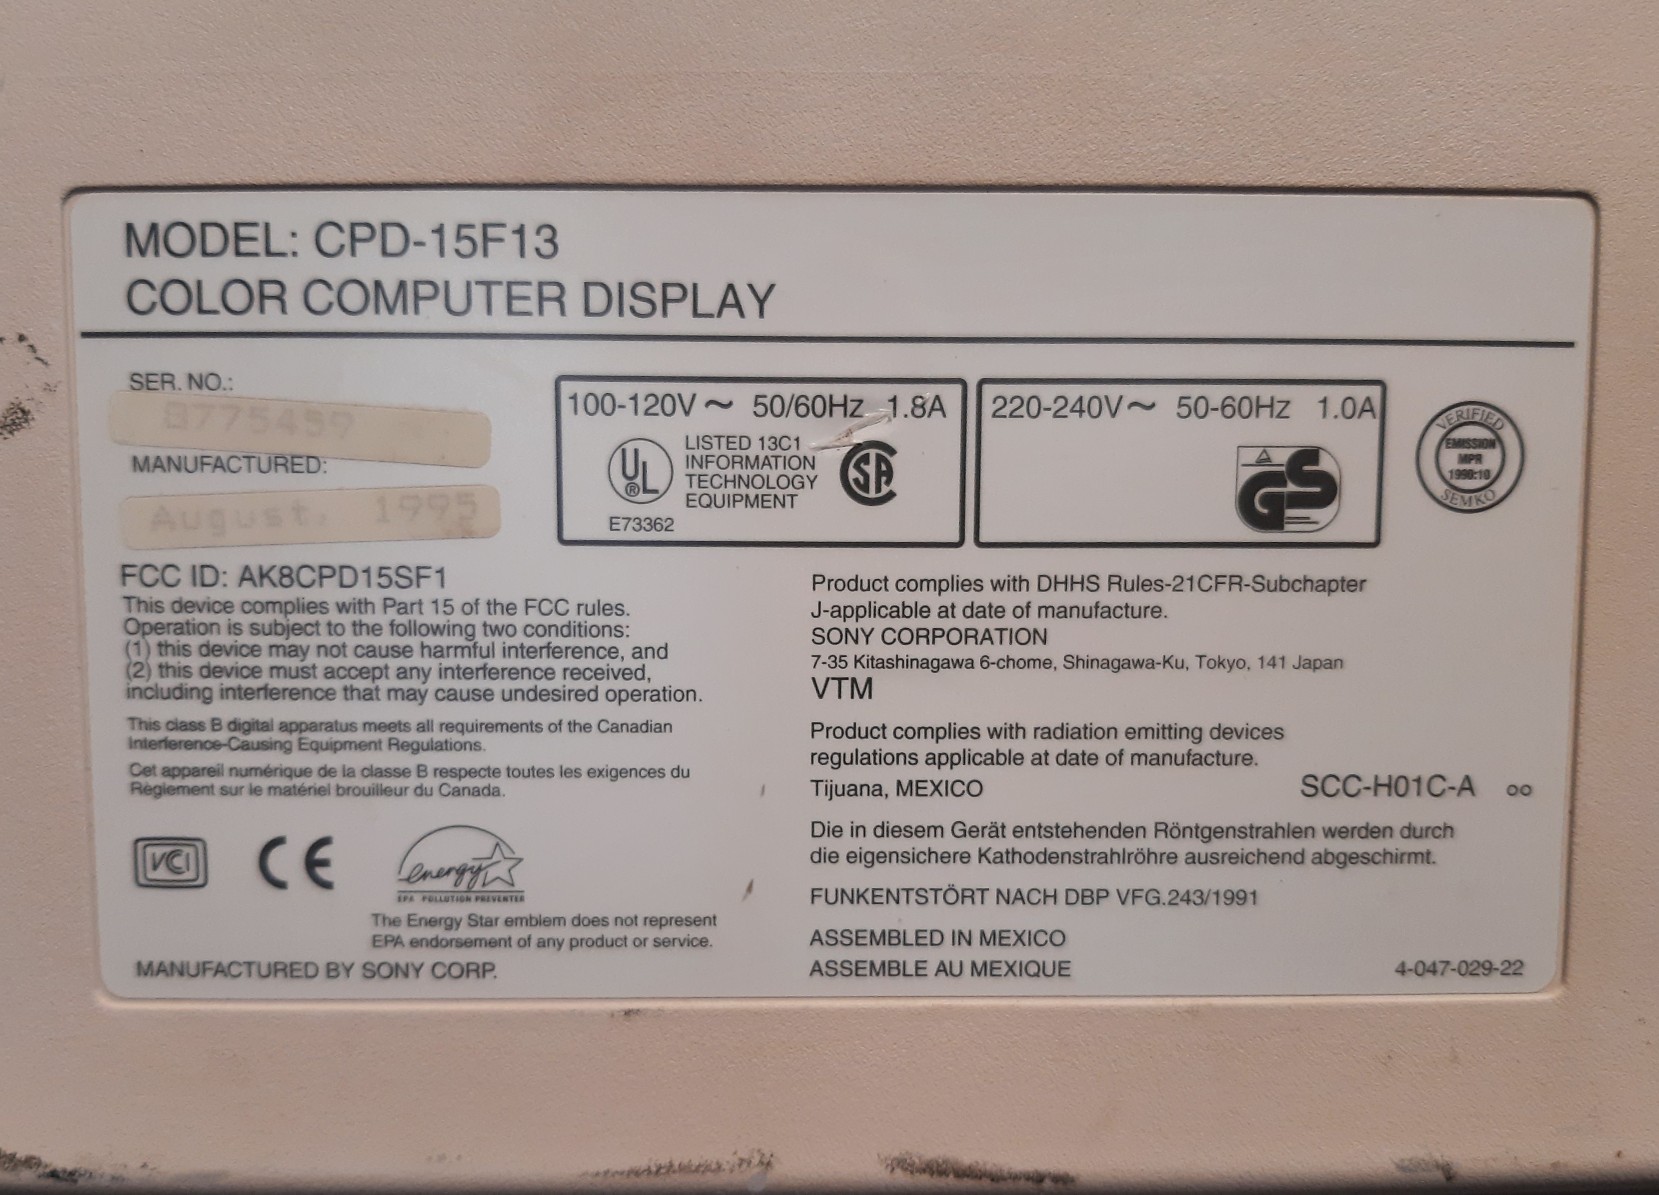 MODEL: CPD-15F13
COLOR COMPUTER DISPLAY
SER. NO.:
8775459
MANUFACTURED:
August, 1995
100-120V ~ 50/60Hz 1.8A
UL
®
LISTED 13C1
INFORMATION
TECHNOLOGY
EQUIPMENT
E73362
SA
220-240V ~ 50-60Hz 1.0A
GS
VERIFIED
EMISSION
MPR
1990:10
SEMKO
FCC ID: AK8CPD15SF1
This device complies with Part 15 of the FCC rules.
Operation is subject to the following two conditions:
(1) this device may not cause harmful interference, and
(2) this device must accept any interference received,
including interference that may cause undesired operation.
This class B digital apparatus meets all requirements of the Canadian
Interference-Causing Equipment Regulations.
Cet appareil numérique de la classe B respecte toutes les exigences du
Règlement sur le matériel brouilleur du Canada.
VCI
CE
energy
EPA POLLUTION PREVENTER
The Energy Star emblem does not represent
EPA endorsement of any product or service.
MANUFACTURED BY SONY CORP.
Product complies with DHHS Rules-21CFR-Subchapter
J-applicable at date of manufacture.
SONY CORPORATION
7-35 Kitashinagawa 6-chome, Shinagawa-Ku, Tokyo, 141 Japan
VTM
Product complies with radiation emitting devices
regulations applicable at date of manufacture.
Tijuana, MEXICO
SCC-H01C-A oo
Die in diesem Gerät entstehenden Röntgenstrahlen werden durch
die eigensichere Kathodenstrahlröhre ausreichend abgeschirmt.
FUNKENTSTÖRT NACH DBP VFG.243/1991
ASSEMBLED IN MEXICO
ASSEMBLE AU MEXIQUE
4-047-029-22